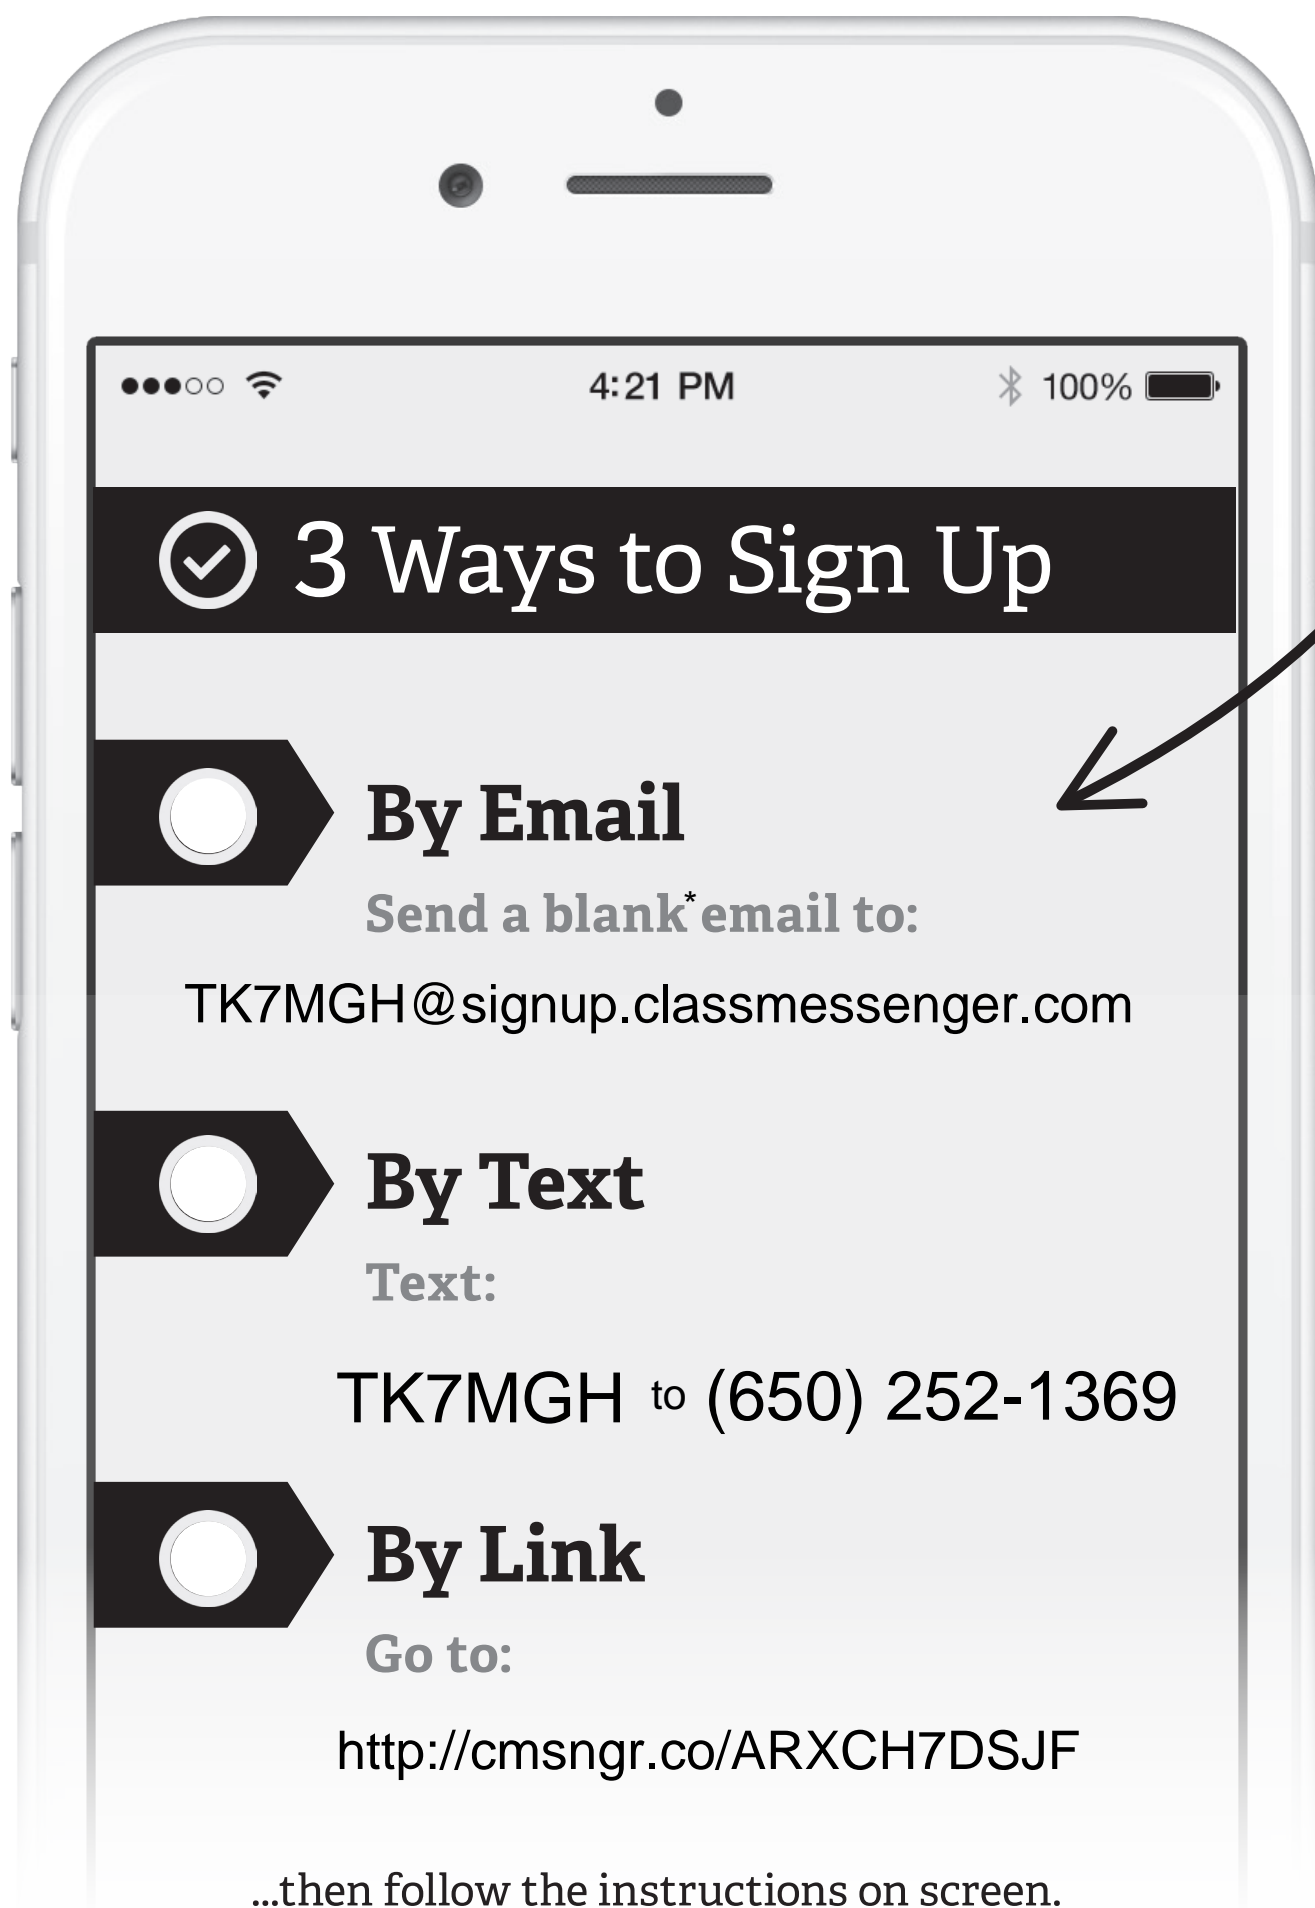 4:21 PM 100%
3 Ways to Sign Up
By Email
Send a blank* email to:
TK7MGH@signup.classmessenger.com
By Text
Text:
TK7MGH to (650) 252-1369
By Link
Go to:
http://cmsngr.co/ARXCH7DSJF
...then follow the instructions on screen.